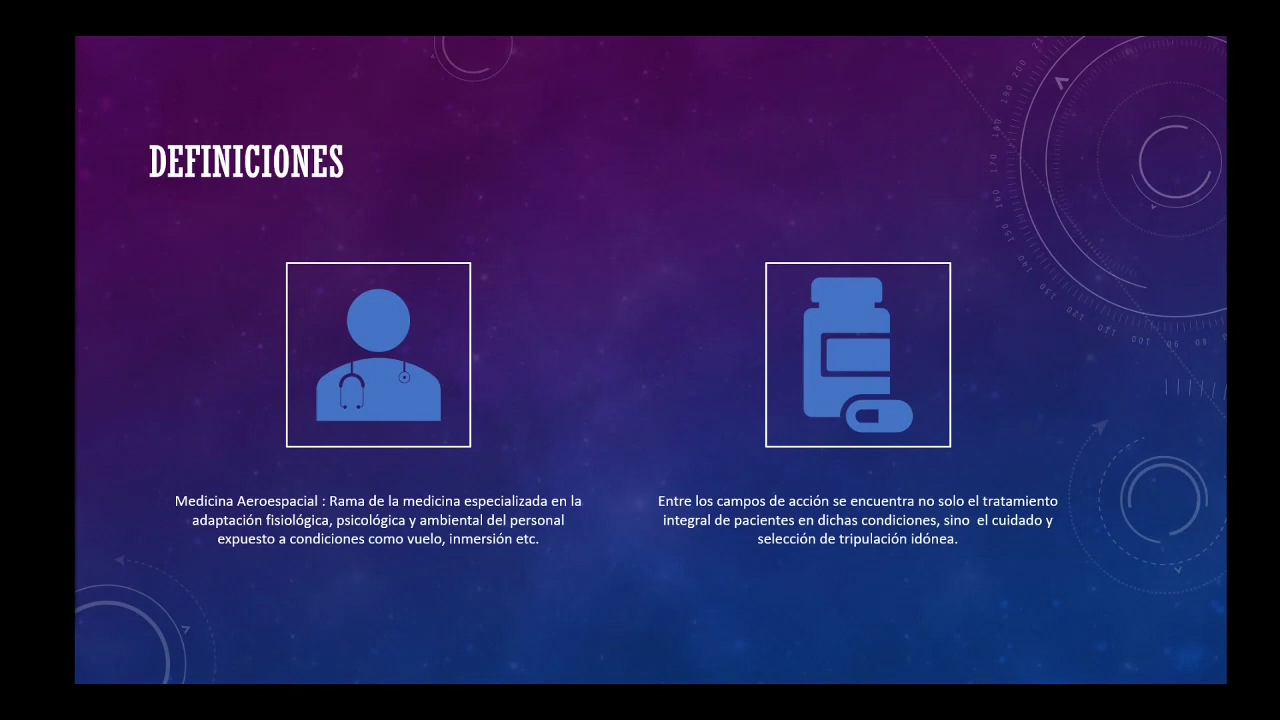 DEFINICIONES
Medicina Aeroespacial : Rama de la medicina especializada en la
adaptación fisiológica, psicológica y ambiental del personal
expuesto a condiciones como vuelo, inmersión etc.
Entre los campos de acción se encuentra no solo el tratamiento
integral de pacientes en dichas condiciones, sino  el cuidado y
selección de tripulación idónea.